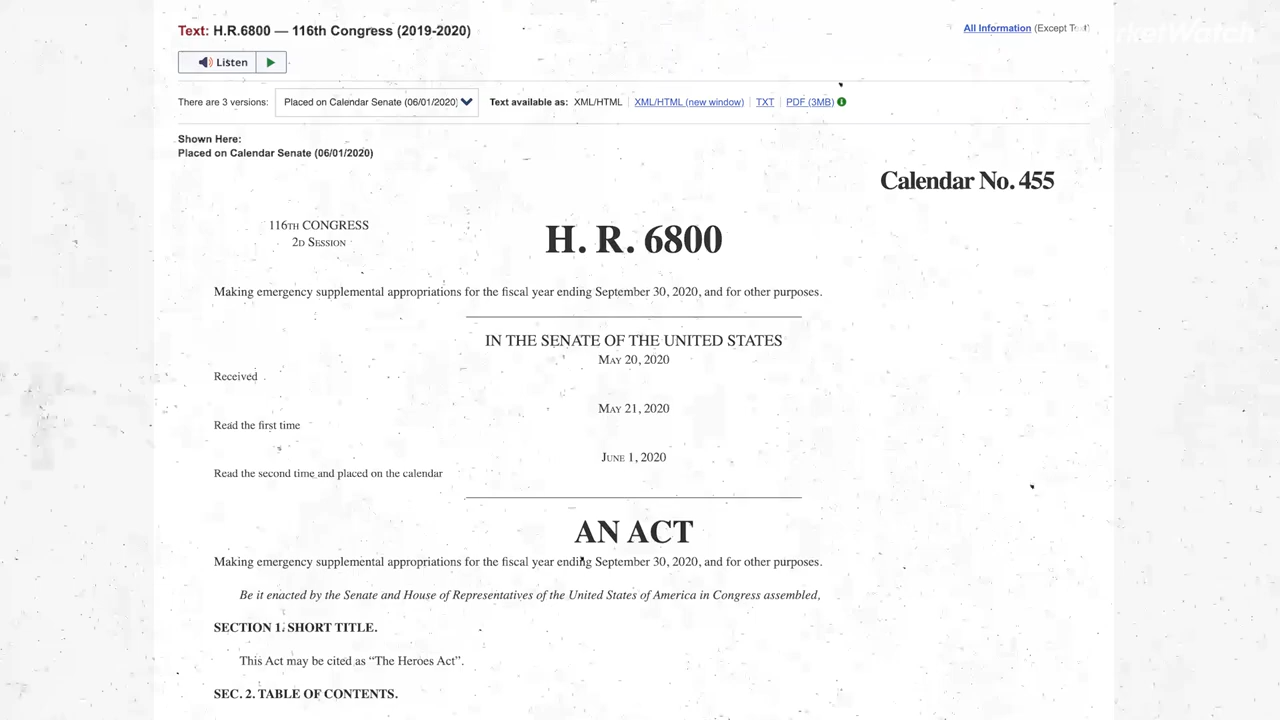 Text: H.R.6800 — 116th Congress (2019-2020)
All Information (Except Text)
Listen
There are 3 versions: Placed on Calendar Senate (06/01/2020) Text available as: XML/HTML XML/HTML (new window) TXT PDF (3MB)
Shown Here:
Placed on Calendar Senate (06/01/2020)
Calendar No. 455
116TH CONGRESS
2D SESSION
H. R. 6800
Making emergency supplemental appropriations for the fiscal year ending September 30, 2020, and for other purposes.
IN THE SENATE OF THE UNITED STATES
MAY 20, 2020
Received
MAY 21, 2020
Read the first time
JUNE 1, 2020
Read the second time and placed on the calendar
AN ACT
Making emergency supplemental appropriations for the fiscal year ending September 30, 2020, and for other purposes.
Be it enacted by the Senate and House of Representatives of the United States of America in Congress assembled,
SECTION 1. SHORT TITLE.
This Act may be cited as “The Heroes Act”.
SEC. 2. TABLE OF CONTENTS.